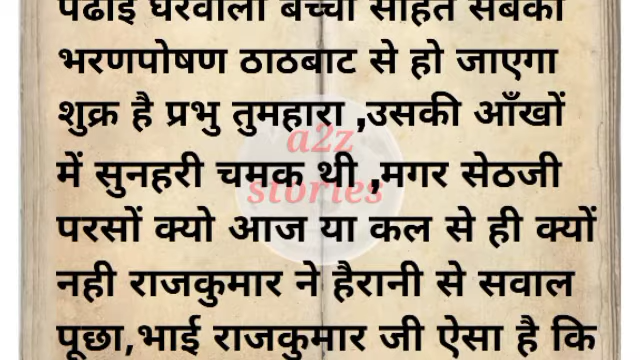 पढाई घरवाली बच्चों सहित सबका
भरणपोषण ठाठबाट से हो जाएगा
शुक्र है प्रभु तुमहारा ,उसकी आँखों
a2z
में सुनहरी चमक थी ,मगर सेठजी
stories
परसों क्यो आज या कल से ही क्यों
नही राजकुमार ने हैरानी से सवाल
पूछा,भाई राजकुमार जी ऐसा है कि